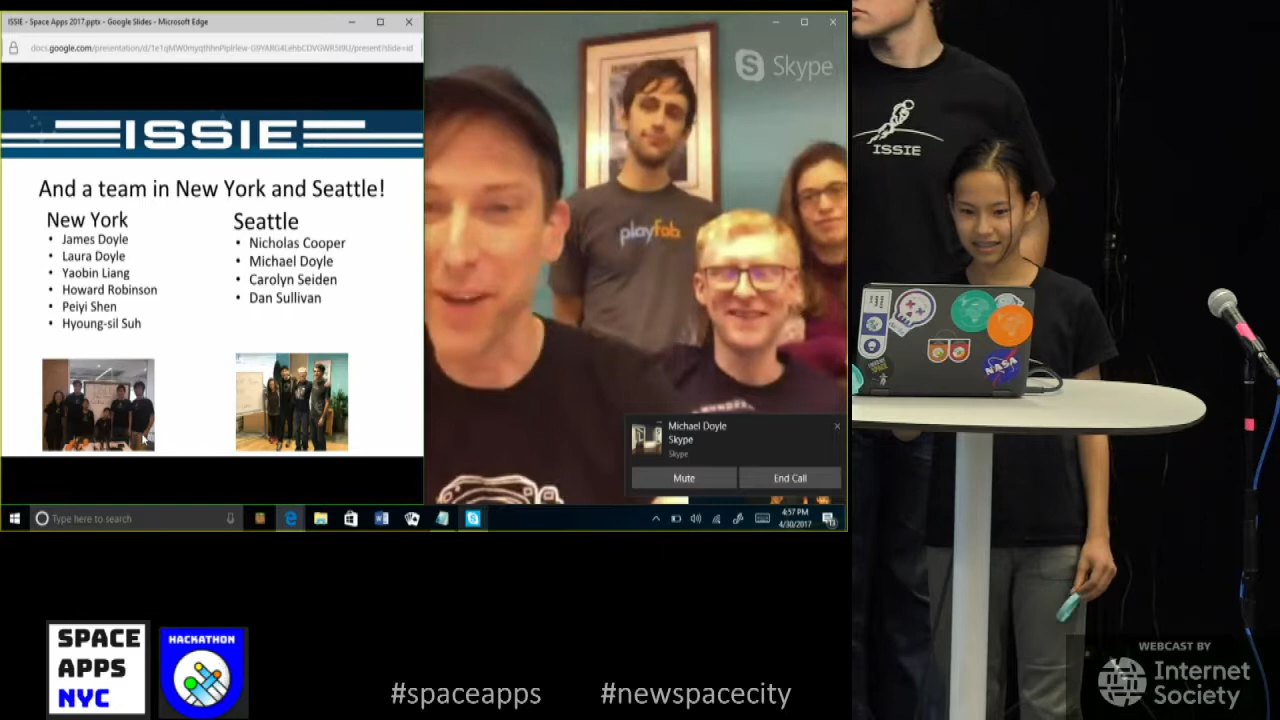 ISSIE - Space Apps 2017.pptx - Google Slides - Microsoft Edge
ISSIE
And a team in New York and Seattle!
New York
• James Doyle
• Laura Doyle
• Yaobin Liang
• Howard Robinson
• Peiyi Shen
• Hyoung-sil Suh
Seattle
• Nicholas Cooper
• Michael Doyle
• Carolyn Seiden
• Dan Sullivan
Skype
playfab
Michael Doyle
Skype
Skype
Mute
End Call
Type here to search
4:57 PM
4/30/2017
ISSIE
NASA
SPACE
APPS
NYC
HACKATHON
#spaceapps
#newspacecity
WEBCAST BY
Internet
Society